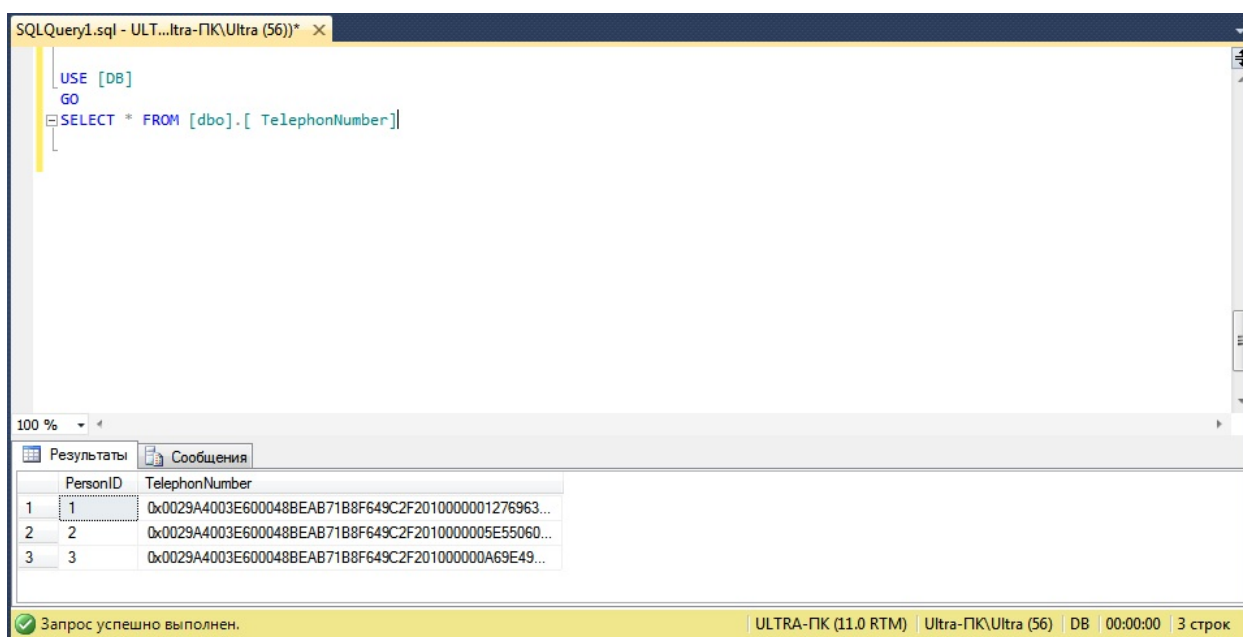 SQLQuery1.sql - ULT...ltra-ПК\Ultra (56))*
USE [DB]
GO
SELECT * FROM [dbo].[ TelephonNumber]
100 %
Результаты Сообщения
PersonID TelephonNumber
1 1 0x0029A4003E600048BEAB71B8F649C2F2010000001276963...
2 2 0x0029A4003E600048BEAB71B8F649C2F2010000005E55060...
3 3 0x0029A4003E600048BEAB71B8F649C2F201000000A69E49...
Запрос успешно выполнен. ULTRA-ПК (11.0 RTM) Ultra-ПК\Ultra (56) DB 00:00:00 3 строк